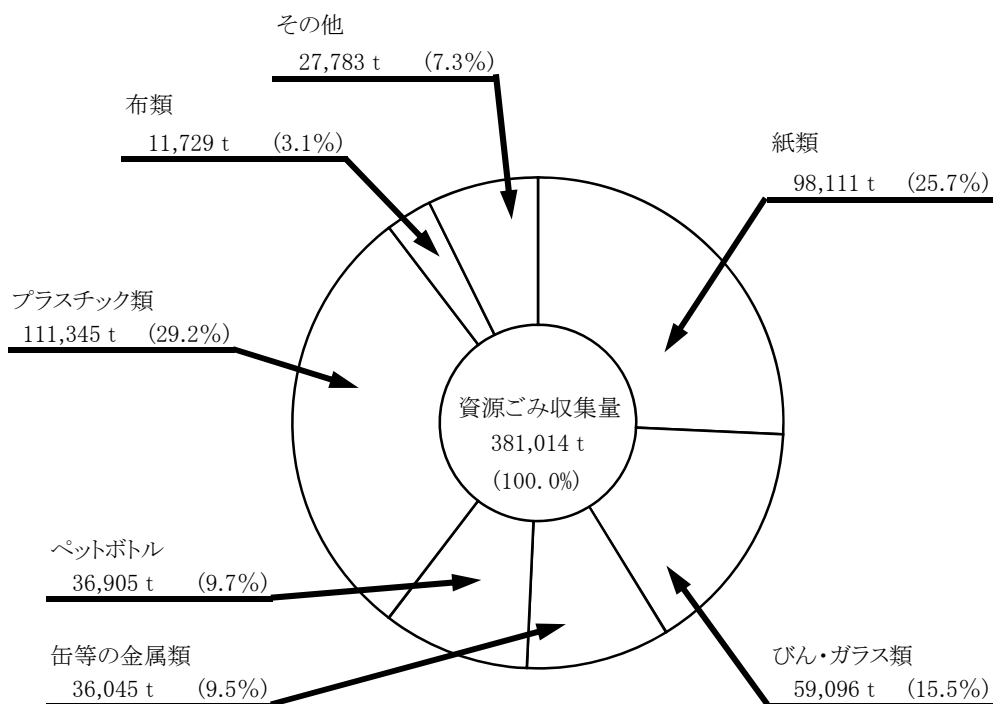 その他
27,783 t (7.3%)
布類
11,729 t (3.1%)
紙類
98,111 t (25.7%)
プラスチック類
111,345 t (29.2%)
資源ごみ収集量
381,014 t
(100.0%)
ペットボトル
36,905 t (9.7%)
缶等の金属類
36,045 t (9.5%)
びん・ガラス類
59,096 t (15.5%)